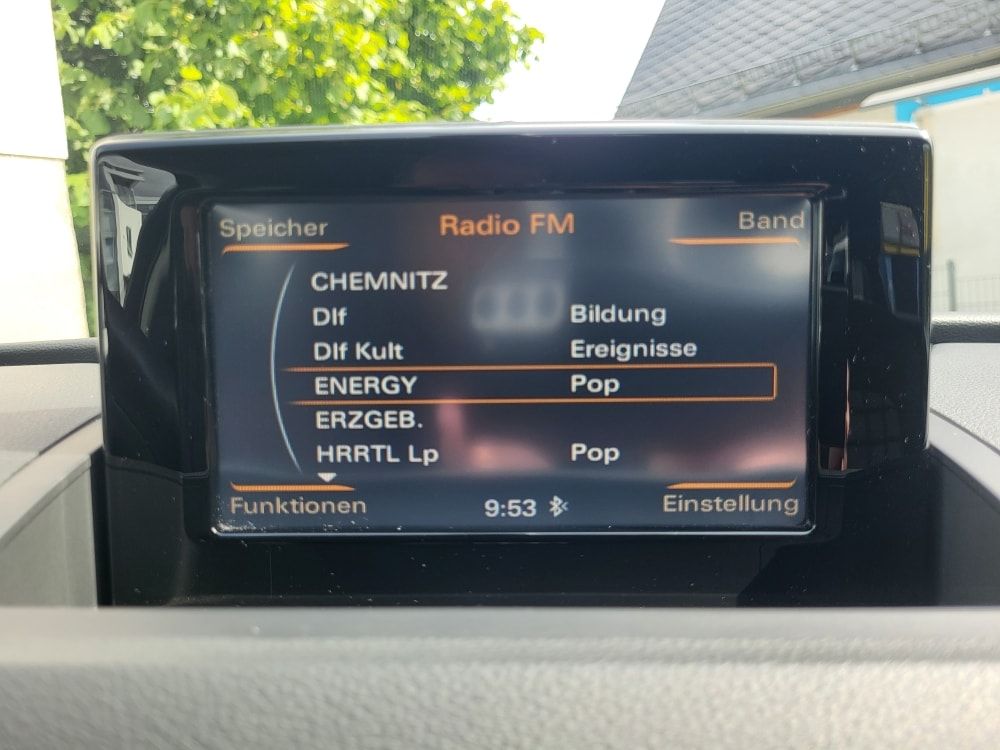 Speicher Radio FM Band
CHEMNITZ
Dlf Bildung
Dlf Kult Ereignisse
ENERGY Pop
ERZGEB.
HRRTL Lp Pop
Funktionen 9:53 Einstellung